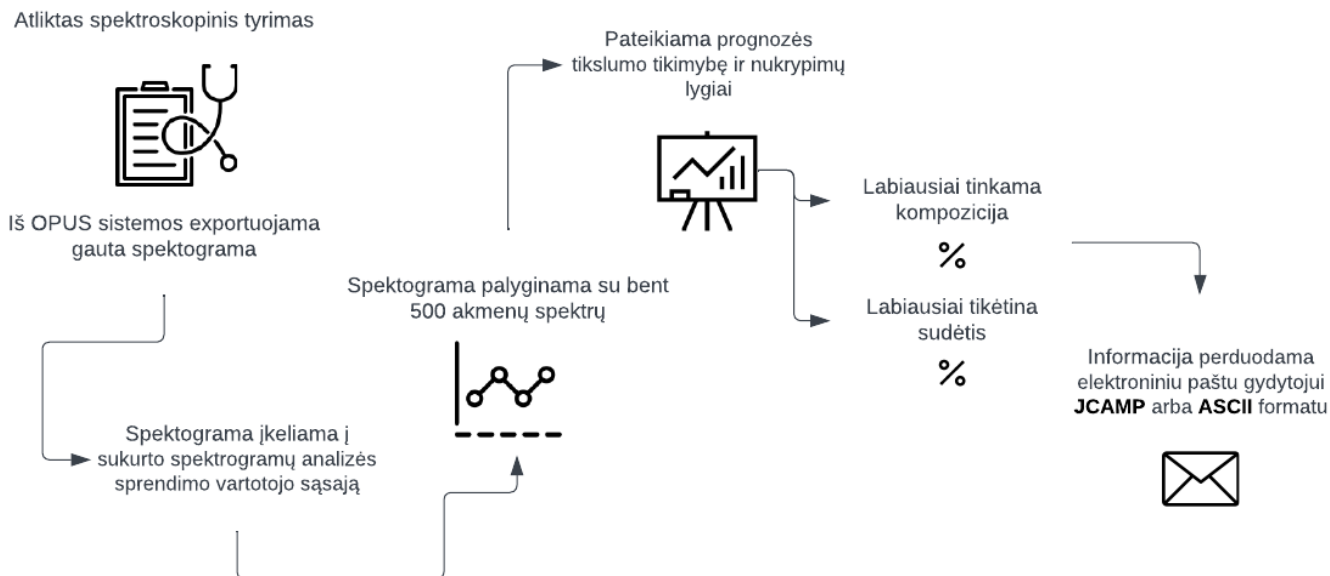 Atliktas spektroskopinis tyrimas
Iš OPUS sistemos exportuojama
gauta spektograma
Spektograma įkeliama į
sukurto spektrogramų analizės
sprendimo vartotojo sąsają
Spektograma palyginama su bent
500 akmenų spektrų
Pateikiama prognozės
tikslumo tikimybę ir nukrypimų
lygiai
Labiausiai tinkama
kompozicija
%
Labiausiai tikėtina
sudėtis
%
Informacija perduodama
elektroniniu paštu gydytojui
JCAMP arba ASCII formatu